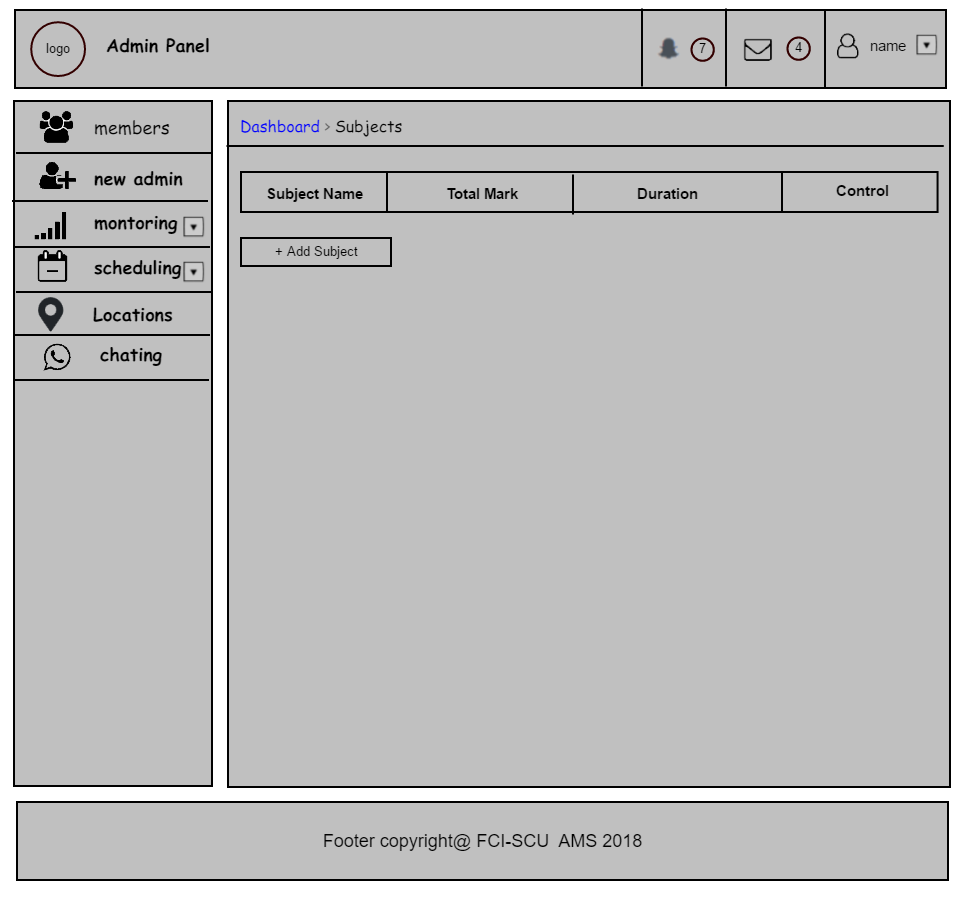 logo
Admin Panel
7
4
name
members
new admin
montoring
scheduling
Locations
chating
Dashboard > Subjects
Subject Name Total Mark Duration Control
+ Add Subject
Footer copyright@ FCI-SCU  AMS 2018